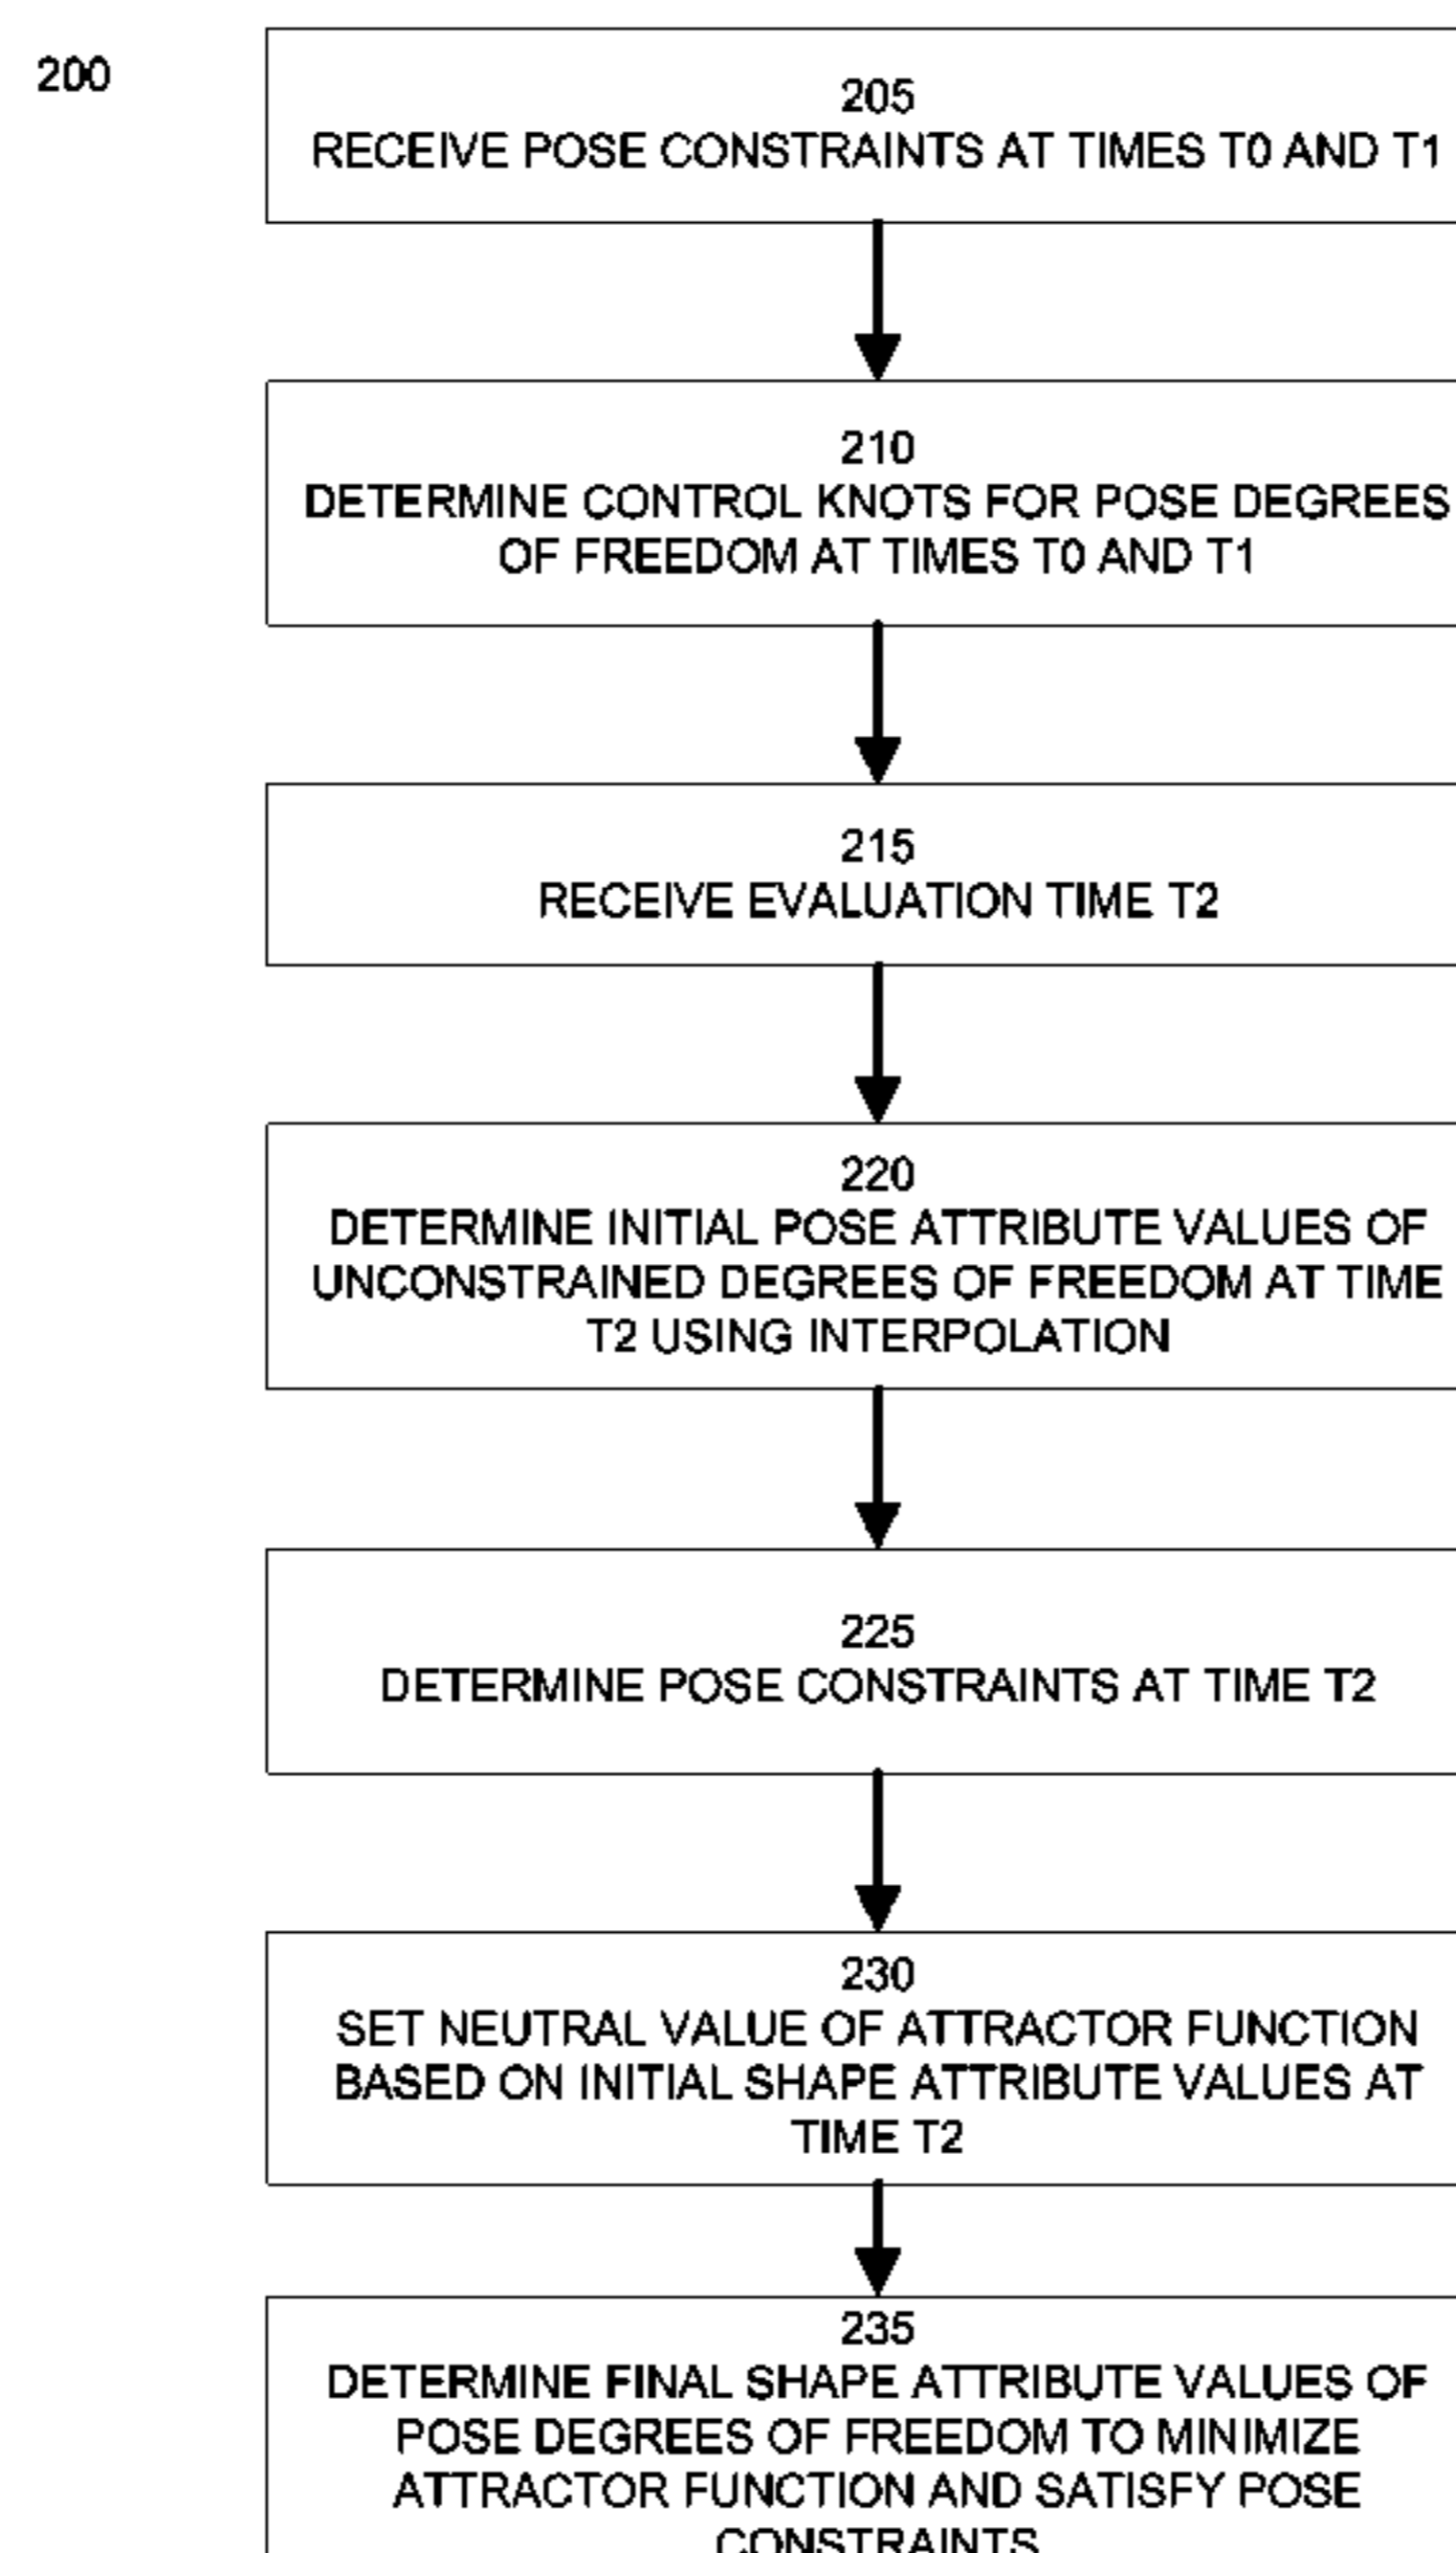 200
205
RECEIVE POSE CONSTRAINTS AT TIMES T0 AND T1
210
DETERMINE CONTROL KNOTS FOR POSE DEGREES
OF FREEDOM AT TIMES T0 AND T1
215
RECEIVE EVALUATION TIME T2
220
DETERMINE INITIAL POSE ATTRIBUTE VALUES OF
UNCONSTRAINED DEGREES OF FREEDOM AT TIME
T2 USING INTERPOLATION
225
DETERMINE POSE CONSTRAINTS AT TIME T2
230
SET NEUTRAL VALUE OF ATTRACTOR FUNCTION
BASED ON INITIAL SHAPE ATTRIBUTE VALUES AT
TIME T2
235
DETERMINE FINAL SHAPE ATTRIBUTE VALUES OF
POSE DEGREES OF FREEDOM TO MINIMIZE
ATTRACTOR FUNCTION AND SATISFY POSE
CONSTRAINTS